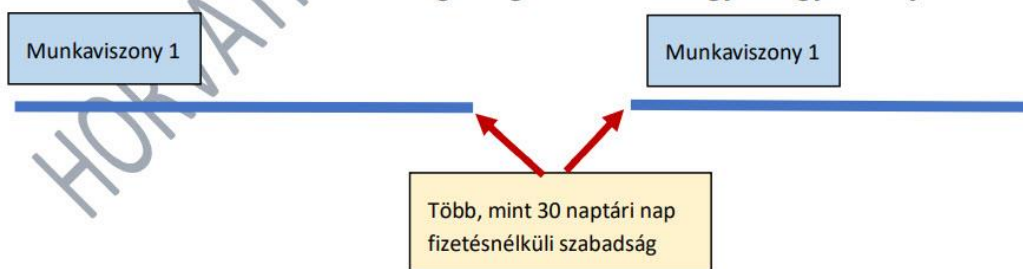 Munkaviszony 1
Munkaviszony 1
Több, mint 30 naptári nap
fizetésnélküli szabadság